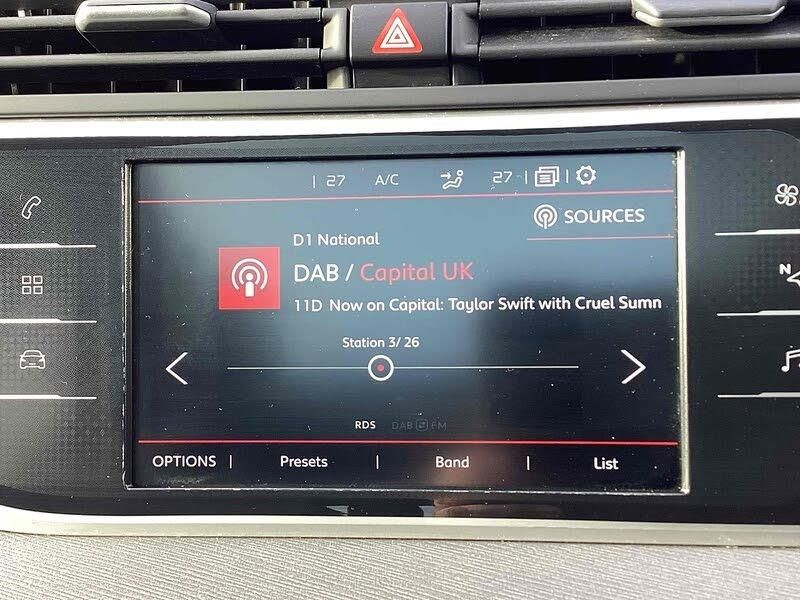 27 A/C 27
SOURCES
D1 National
DAB / Capital UK
11D Now on Capital: Taylor Swift with Cruel Sumn
Station 3/ 26
RDS DAB FM
OPTIONS | Presets | Band | List
N